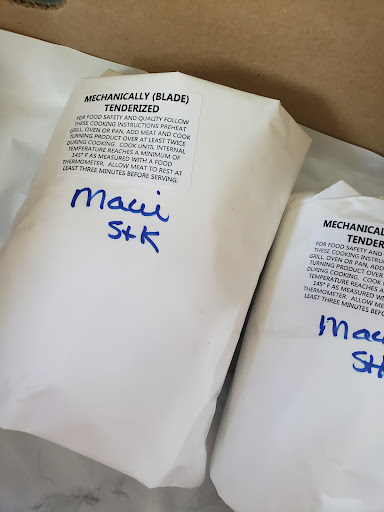 MECHANICALLY (BLADE)
TENDERIZED
FOR FOOD SAFETY AND QUALITY FOLLOW
THESE COOKING INSTRUCTIONS PREHEAT
GRILL, OVEN OR PAN, ADD MEAT AND COOK
TURNING PRODUCT OVER AT LEAST TWICE
DURING COOKING. COOK UNTIL INTERNAL
TEMPERATURE REACHES A MINIMUM OF
145° F AS MEASURED WITH A FOOD
THERMOMETER. ALLOW MEAT TO REST AT
LEAST THREE MINUTES BEFORE SERVING.
Maui
StK
MECHANICAL
TENDER
FOR FOOD SAFETY AND
THESE COOKING INSTRU
GRILL, OVEN OR PAN, AD
TURNING PRODUCT OVER
DURING COOKING. COOK
TEMPERATURE REACHES
145° F AS MEASURED W
THERMOMETER. ALLOW ME
LEAST THREE MINUTES BEFO
Mau
St